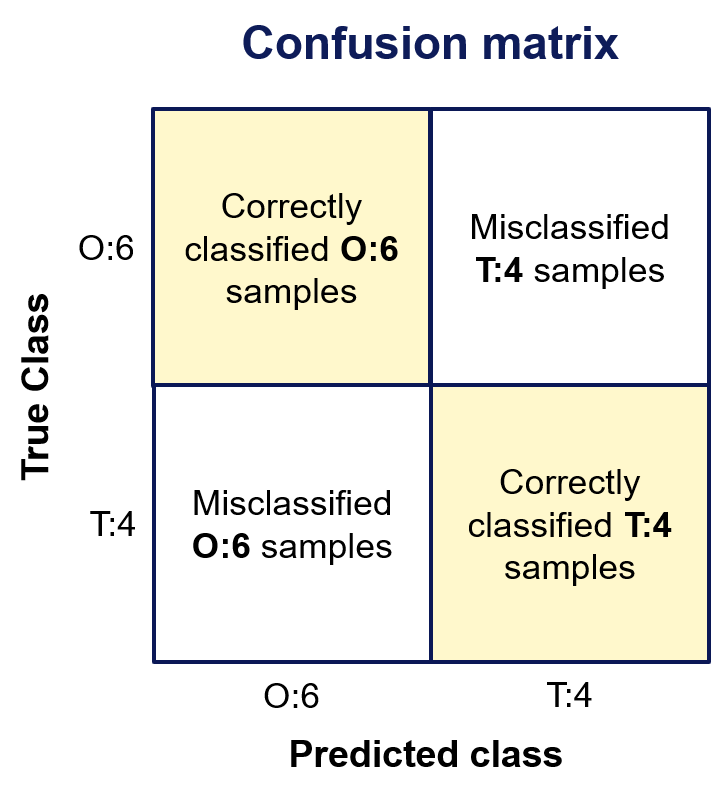 Confusion matrix
Correctly
classified O:6
samples
Misclassified
T:4 samples
O:6
True Class
Misclassified
O:6 samples
Correctly
classified T:4
samples
T:4
O:6
T:4
Predicted class